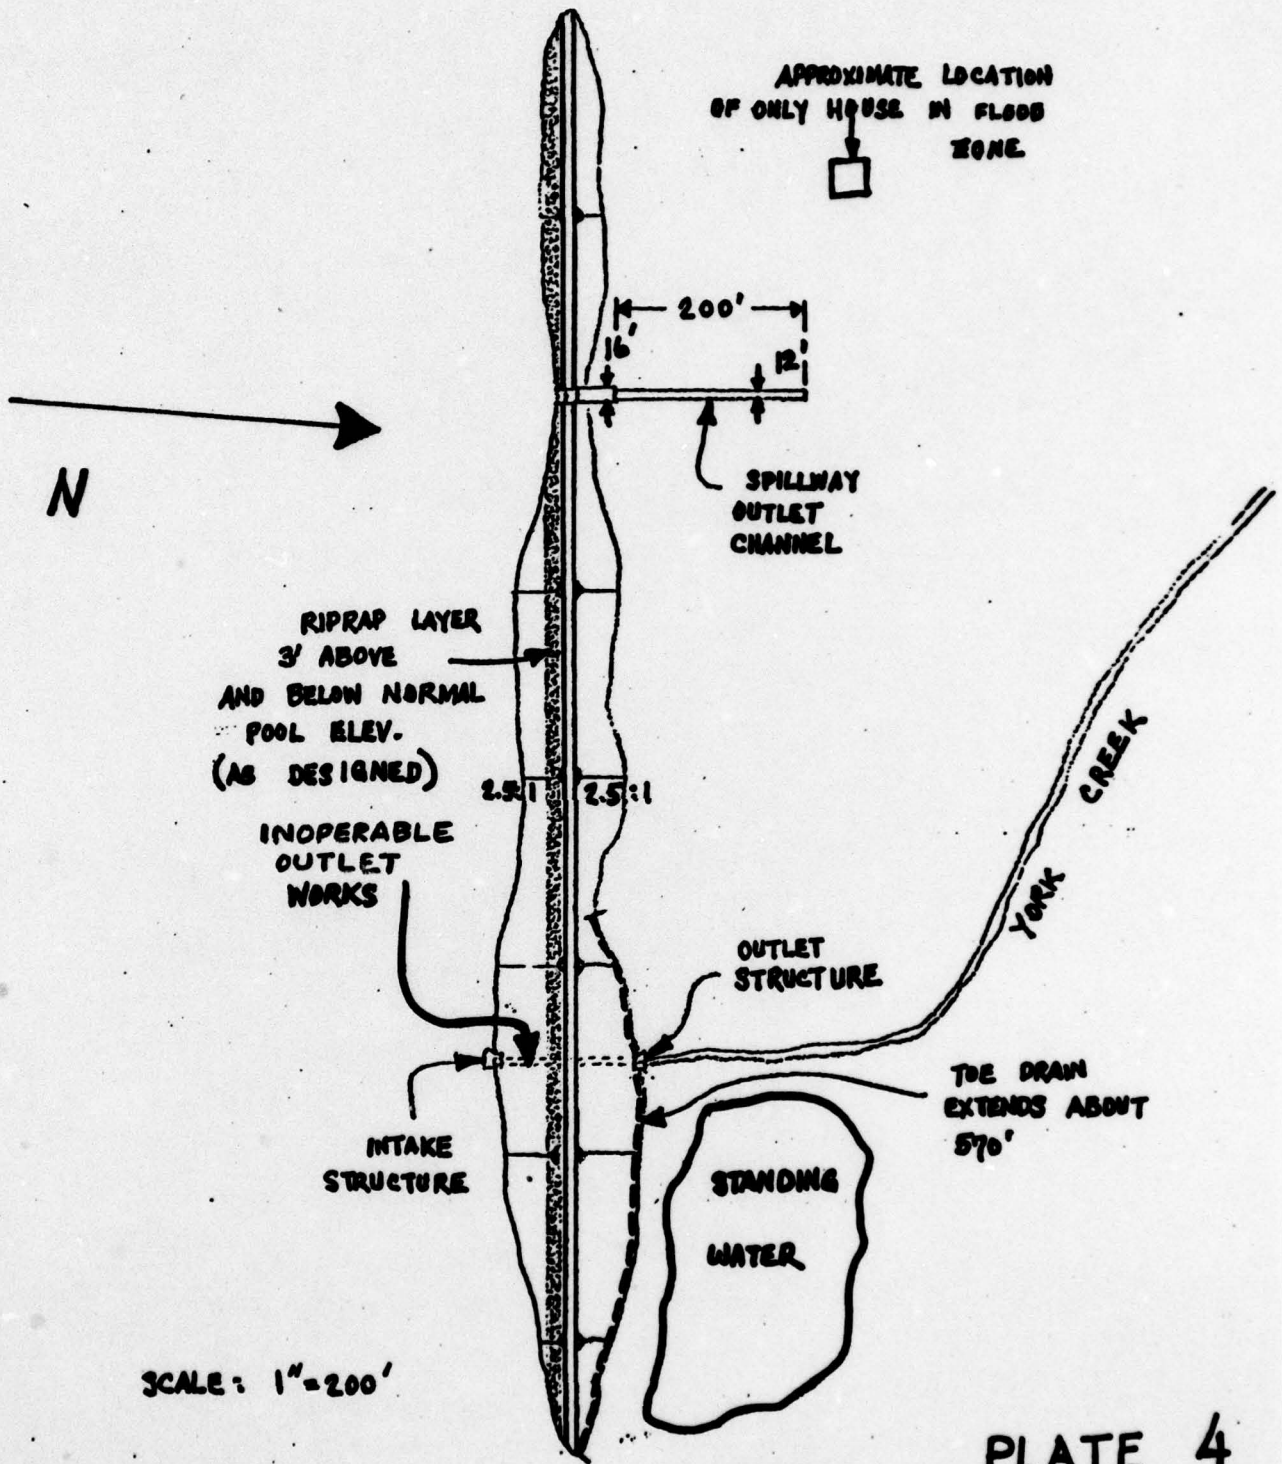 APPROXIMATE LOCATION
OF ONLY HOUSE IN FLOOD
ZONE
200'
16'
12'
N
SPILLWAY
OUTLET
CHANNEL
RIPRAP LAYER
3' ABOVE
AND BELOW NORMAL
POOL ELEV.
(AS DESIGNED)
2.5:1
2.5:1
INOPERABLE
OUTLET
WORKS
YORK CREEK
OUTLET
STRUCTURE
TOE DRAIN
EXTENDS ABOUT
570'
INTAKE
STRUCTURE
STANDING
WATER
SCALE: 1"=200'
PLATE 4